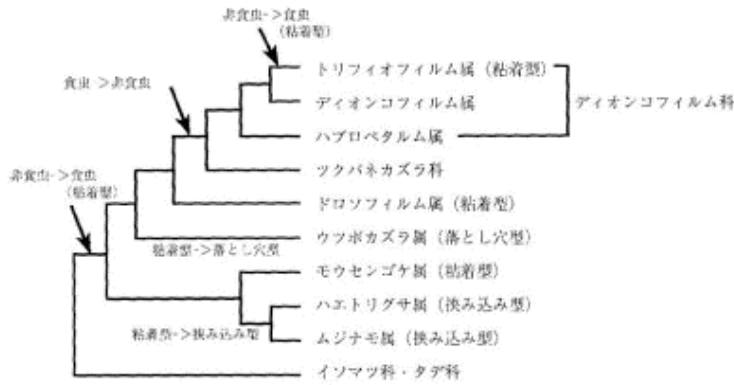 非食虫->食虫
(粘着型)
トリフィオフィルム属 (粘着型)
食虫->非食虫
ディオンコフィルム属
ディオンコフィルム科
ハブロペタルム属
非食虫->食虫
(粘着型)
ツクバネカズラ科
ドロソフィルム属 (粘着型)
ウツボカズラ属 (落とし穴型)
粘着型->落とし穴型
モウセンゴケ属 (粘着型)
ハエトリグサ属 (挟み込み型)
粘着型->挟み込み型
ムジナモ属 (挟み込み型)
イソマツ科・タデ科